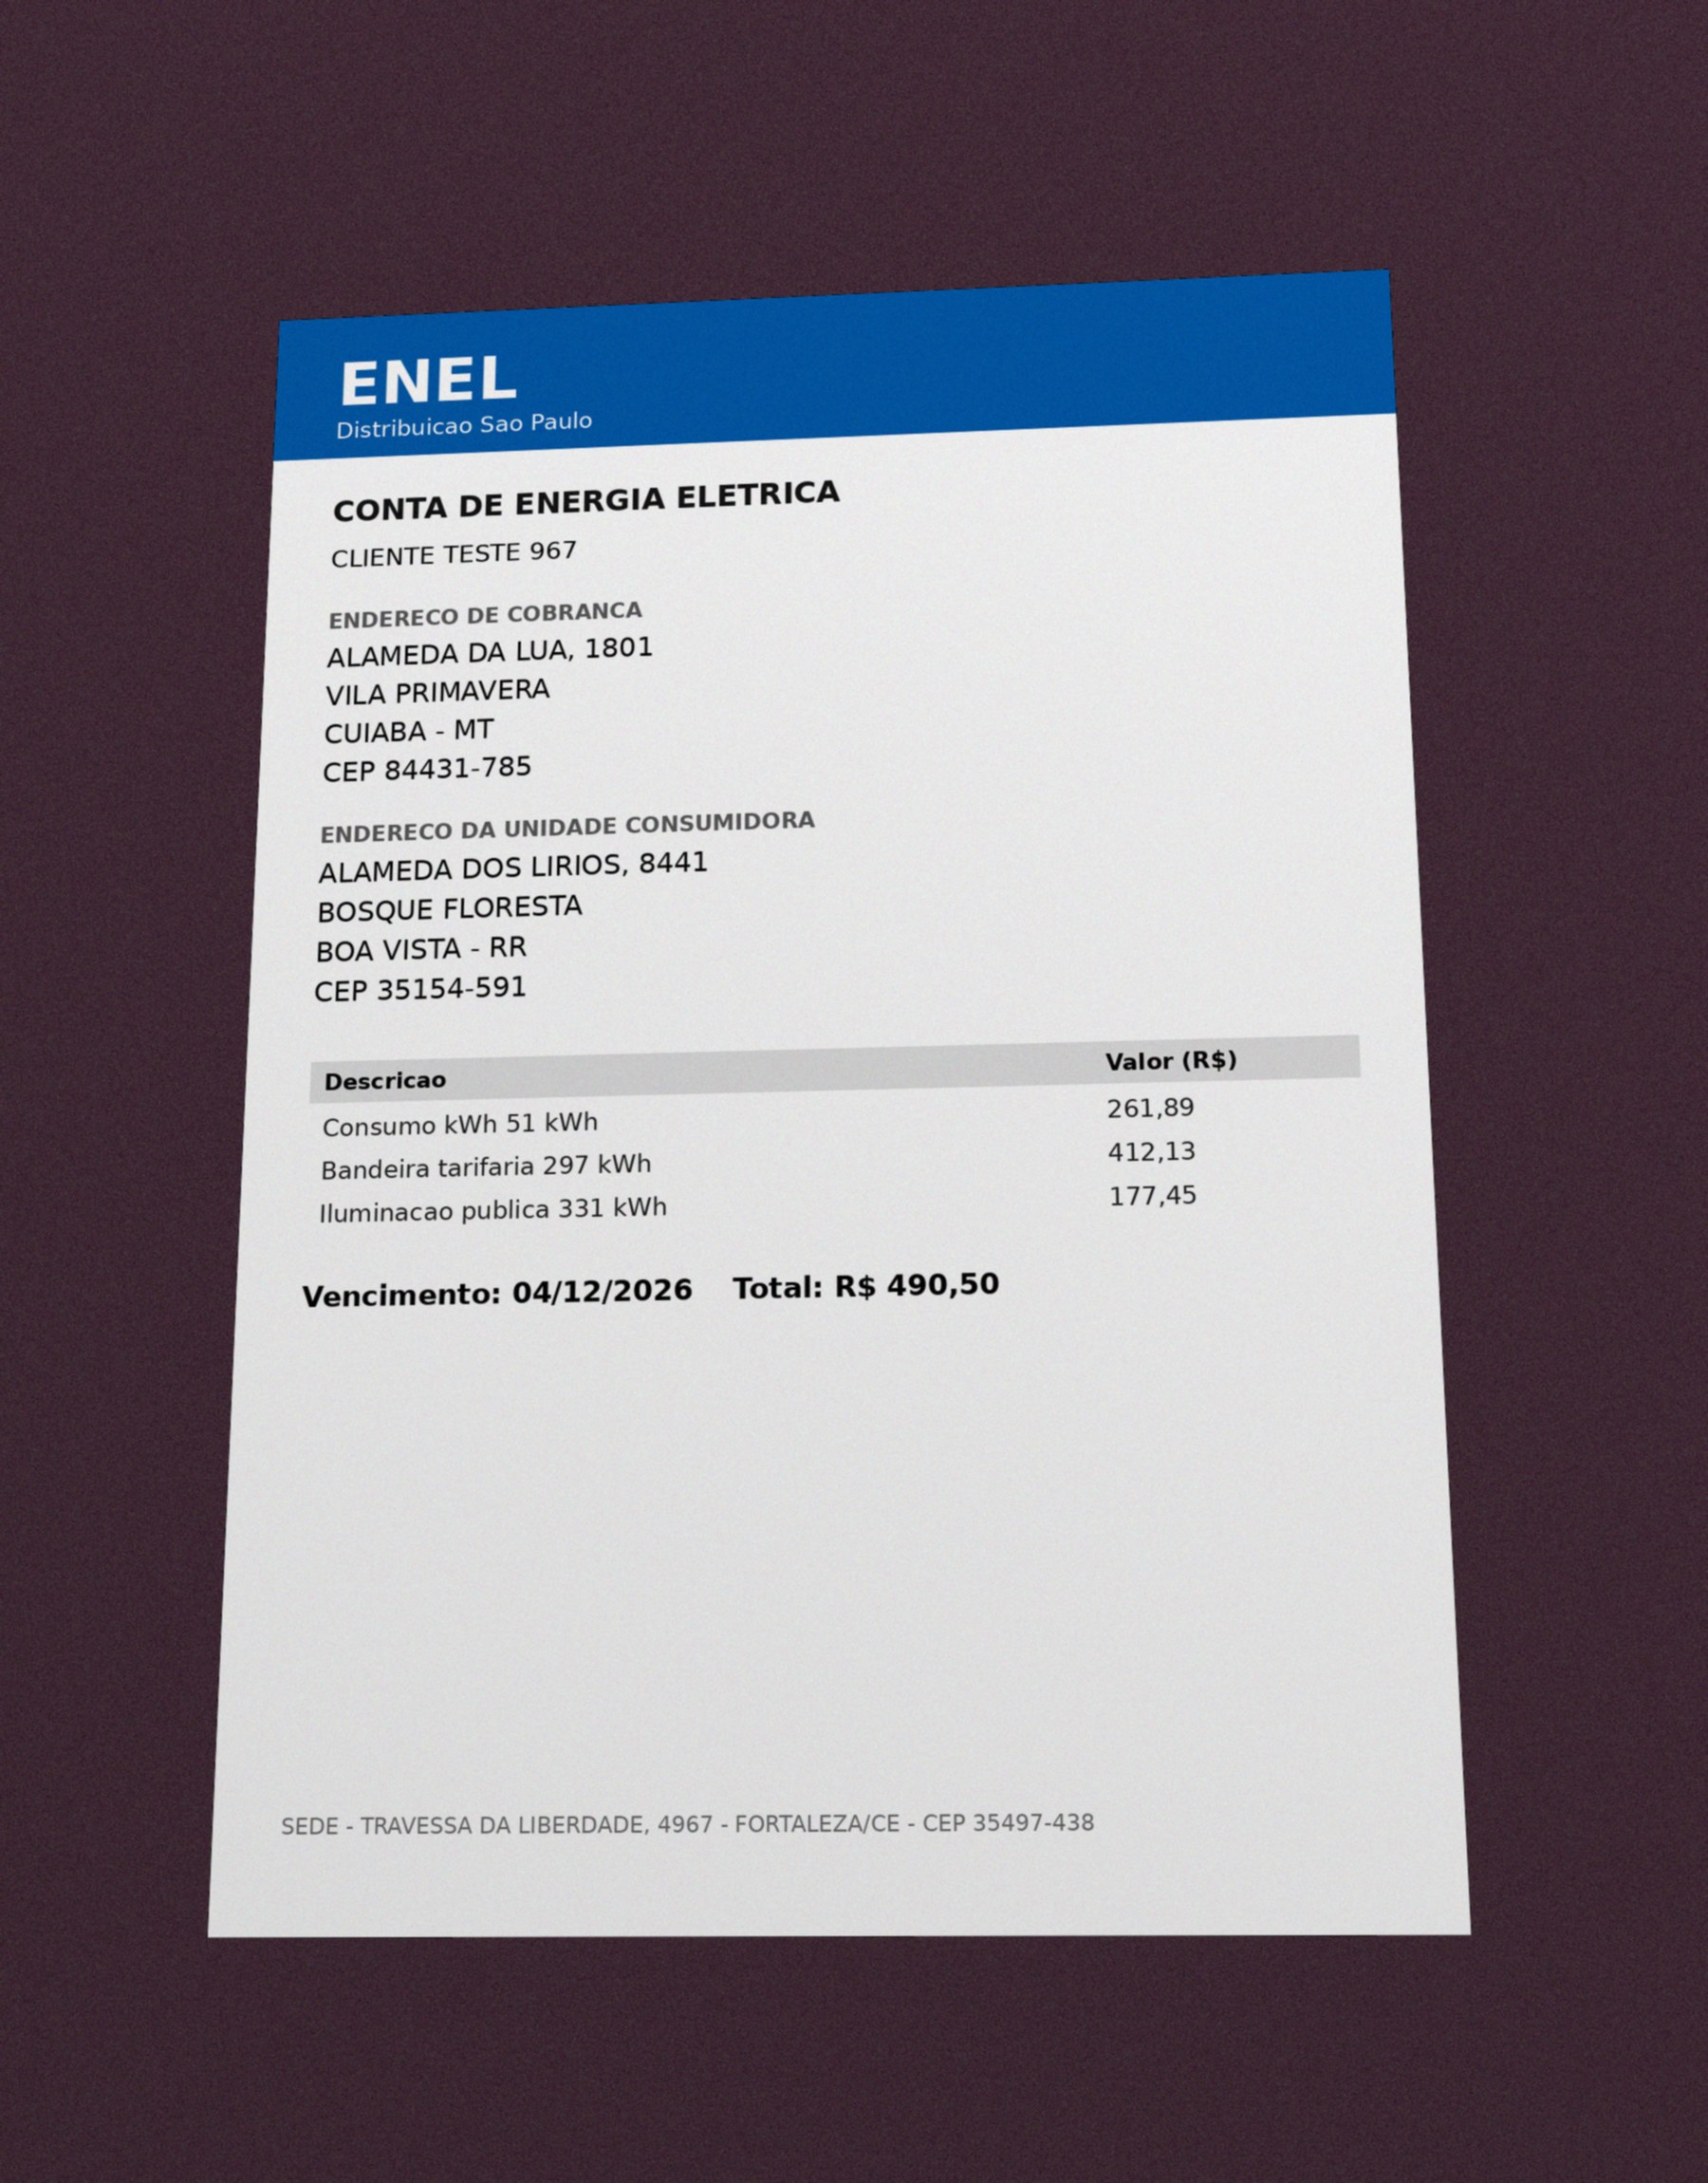 ENEL
Distribuicao Sao Paulo
CONTA DE ENERGIA ELETRICA
CLIENTE TESTE 967
ENDERECO DE COBRANCA
ALAMEDA DA LUA, 1801
VILA PRIMAVERA
CUIABA - MT
CEP 84431-785
ENDERECO DA UNIDADE CONSUMIDORA
ALAMEDA DOS LIRIOS, 8441
BOSQUE FLORESTA
BOA VISTA - RR
CEP 35154-591
Descricao Valor (R$)
Consumo kWh 51 kWh 261,89
Bandeira tarifaria 297 kWh 412,13
Iluminacao publica 331 kWh 177,45
Vencimento: 04/12/2026 Total: R$ 490,50
SEDE - TRAVESSA DA LIBERDADE, 4967 - FORTALEZA/CE - CEP 35497-438